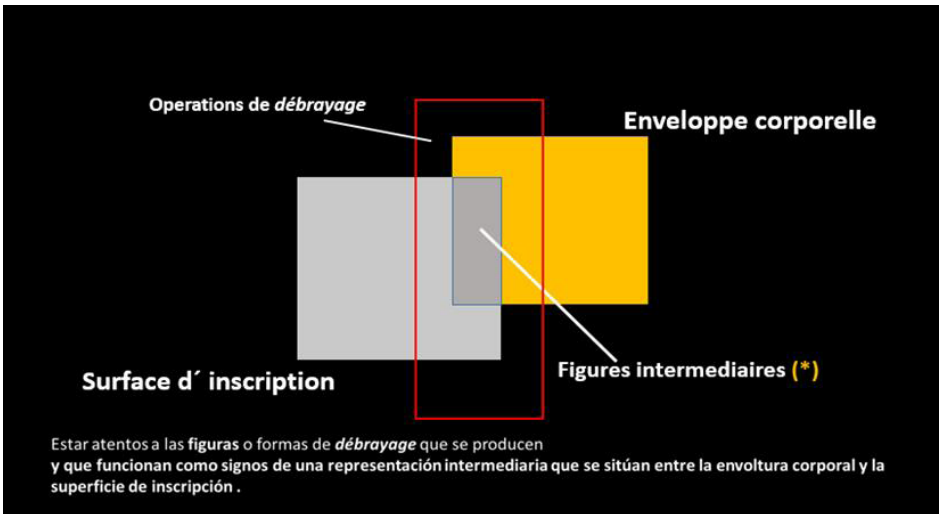 Operations de débrayage
Enveloppe corporelle
Surface d´ inscription
Figures intermediaires (*)
Estar atentos a las figuras o formas de débrayage que se producen
y que funcionan como signos de una representación intermediaria que se sitúan entre la envoltura corporal y la
superficie de inscripción .